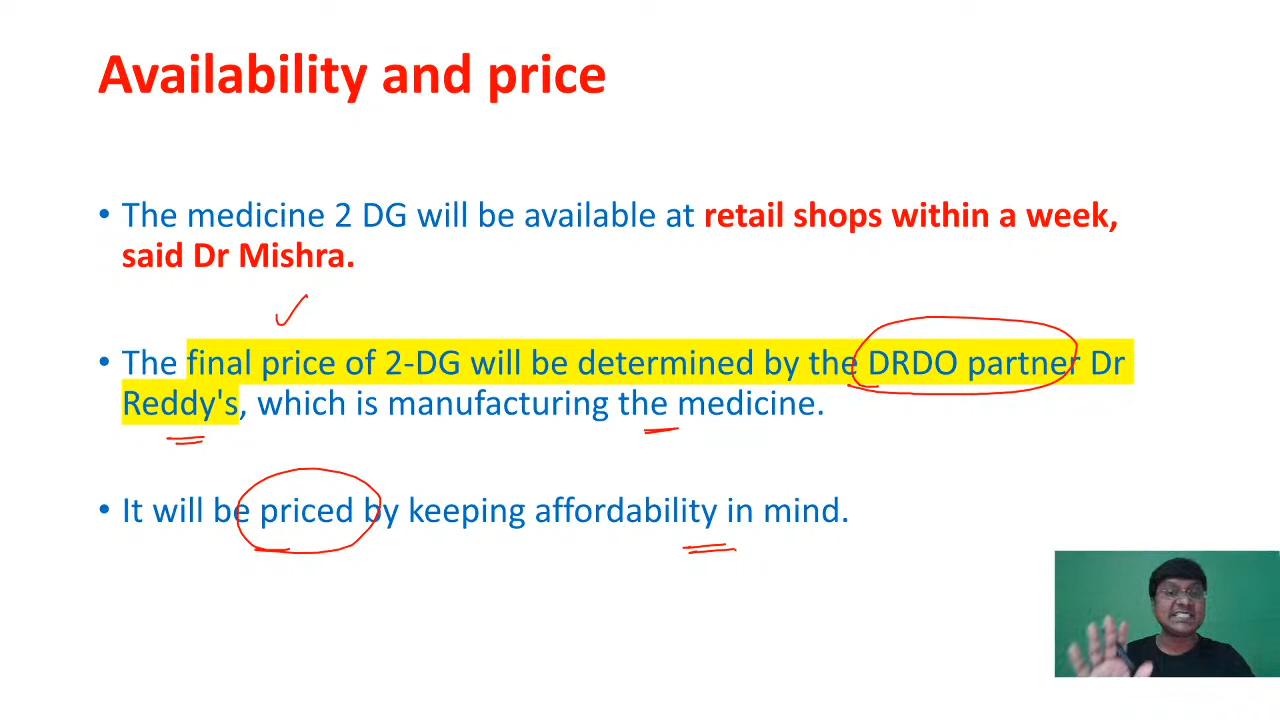 Availability and price
• The medicine 2 DG will be available at retail shops within a week,
said Dr Mishra.
• The final price of 2-DG will be determined by the DRDO partner Dr
Reddy's, which is manufacturing the medicine.
• It will be priced by keeping affordability in mind.